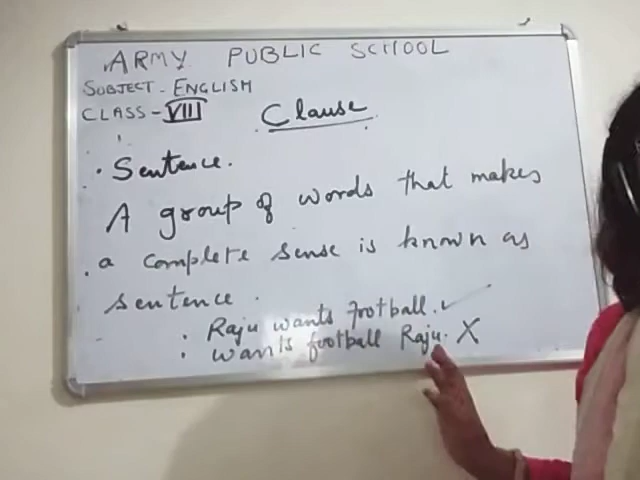 ARMY PUBLIC SCHOOL
SUBJECT - ENGLISH
CLASS - VIII
Clause
. Sentence.
A group of words that makes
. a complete sense is known as
sentence.
: Raju wants football. ✓
: wants football Raju. X